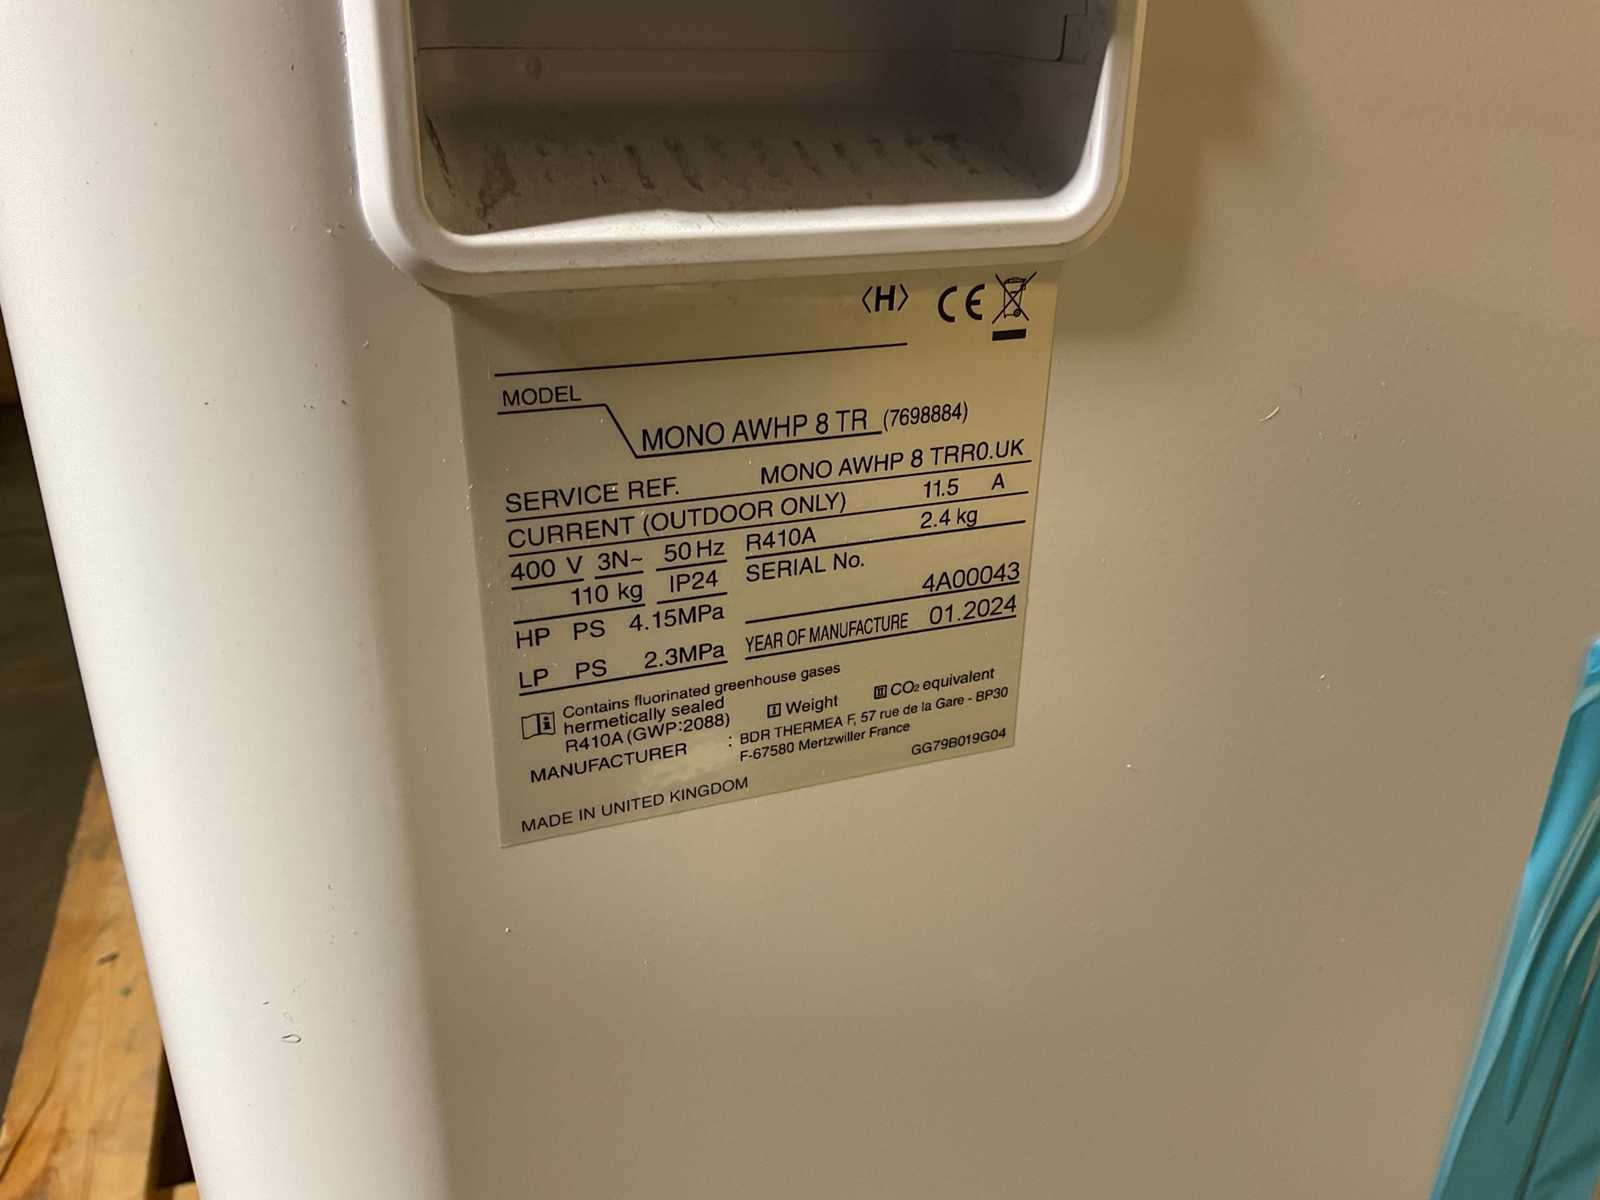 〈H〉 CE
MODEL
MONO AWHP 8 TR (7698884)
SERVICE REF. MONO AWHP 8 TRR0.UK
CURRENT (OUTDOOR ONLY) 11.5 A
400 V 3N~ 50 Hz R410A 2.4 kg
110 kg IP24 SERIAL No.
HP PS 4.15MPa 4A00043
LP PS 2.3MPa YEAR OF MANUFACTURE 01.2024
Contains fluorinated greenhouse gases
hermetically sealed
R410A (GWP:2088) I Weight II CO₂ equivalent
MANUFACTURER : BDR THERMEA F, 57 rue de la Gare - BP30
F-67580 Mertzwiller France
GG79B019G04
MADE IN UNITED KINGDOM